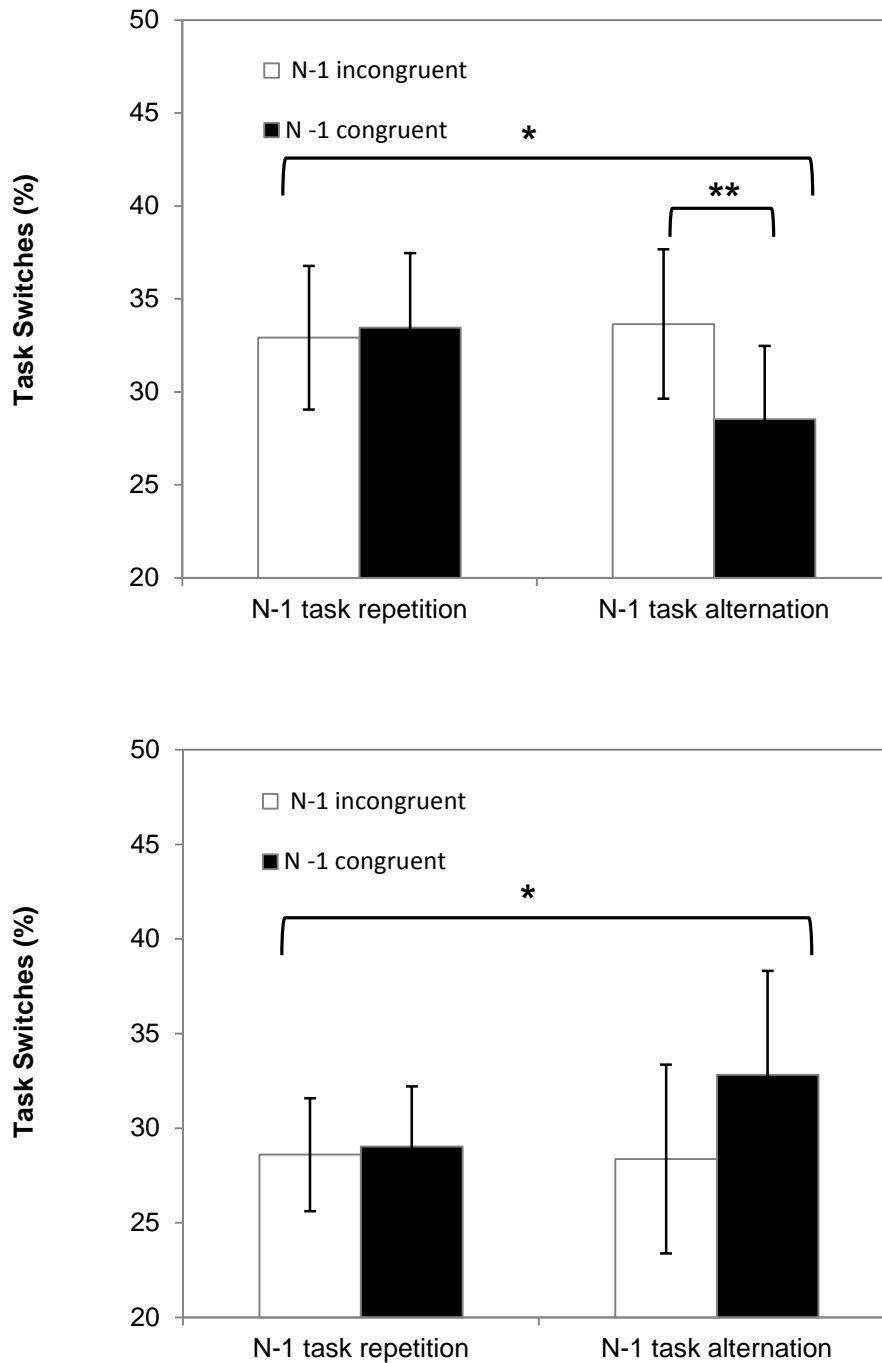 50
N-1 incongruent
45
N -1 congruent
*
40
**
35
30
25
20
Task Switches (%)
N-1 task repetition
N-1 task alternation
50
N-1 incongruent
45
N -1 congruent
*
40
35
30
25
20
Task Switches (%)
N-1 task repetition
N-1 task alternation